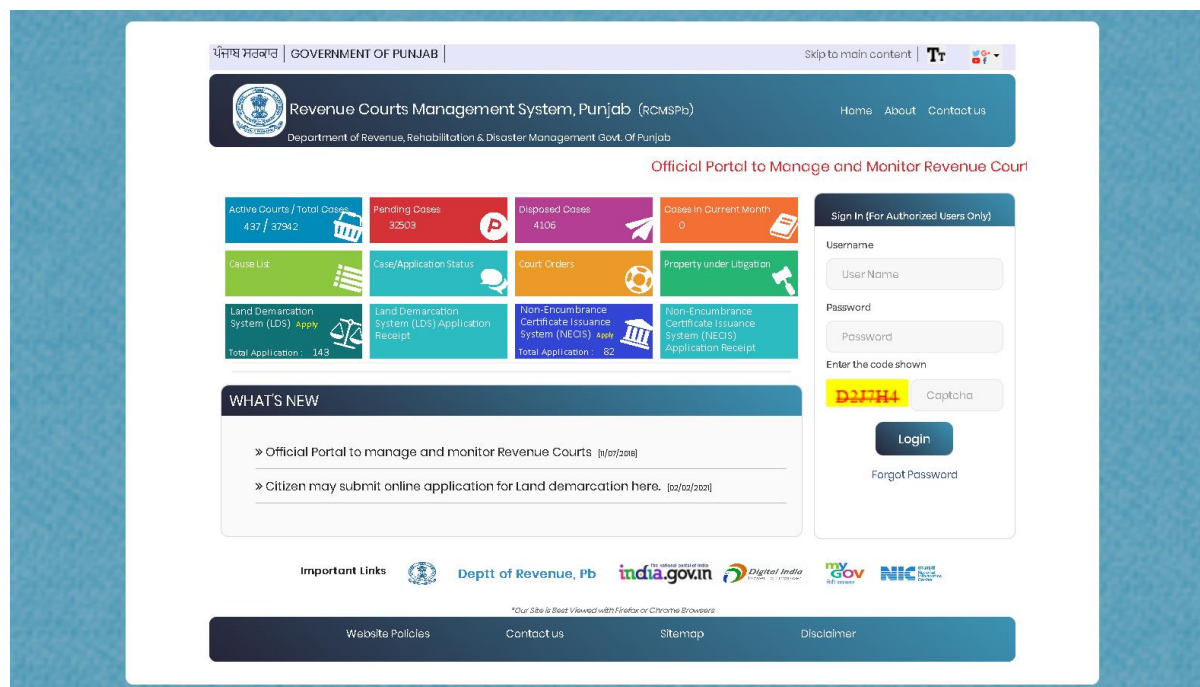 ਪੰਜਾਬ ਸਰਕਾਰ | GOVERNMENT OF PUNJAB |
Skip to main content | TT
Revenue Courts Management System, Punjab (RCMSPb)
Department of Revenue, Rehabilitation & Disaster Management Govt. Of Punjab
Home About Contact us
Official Portal to Manage and Monitor Revenue Court
Active Courts / Total Cases
437 / 37942
Pending Cases
32503
P
Disposed Cases
4106
Cases In Current Month
0
Cause List
Case/Application Status
Court Orders
Property under Litigation
Land Demarcation
System (LDS) Apply
Total Application : 143
Land Demarcation
System (LDS) Application
Receipt
Non-Encumbrance
Certificate Issuance
System (NECIS) Apply
Total Application : 82
Non-Encumbrance
Certificate Issuance
System (NECIS)
Application Receipt
WHAT'S NEW
» Official Portal to manage and monitor Revenue Courts [11/07/2018]
» Citizen may submit online application for Land demarcation here. [02/02/2021]
Sign In (For Authorized Users Only)
Username
User Name
Password
Password
Enter the code shown
D2J7H4
Captcha
Login
Forgot Password
Important Links
Deptt of Revenue, Pb
india.gov.in
Digital India
my GOV
मेरी सरकार
NIC
*Our Site is Best Viewed with Firefox or Chrome Browsers
Website Policies Contact us Sitemap Disclaimer